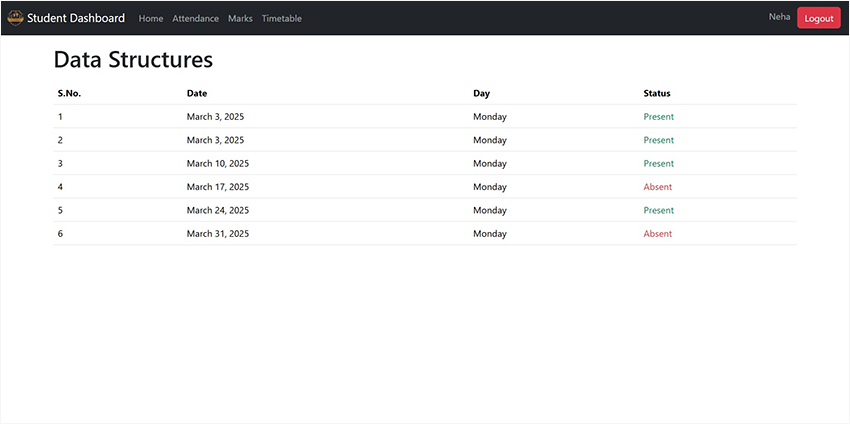 Student Dashboard Home Attendance Marks Timetable Neha Logout
Data Structures
S.No. Date Day Status
1 March 3, 2025 Monday Present
2 March 3, 2025 Monday Present
3 March 10, 2025 Monday Present
4 March 17, 2025 Monday Absent
5 March 24, 2025 Monday Present
6 March 31, 2025 Monday Absent